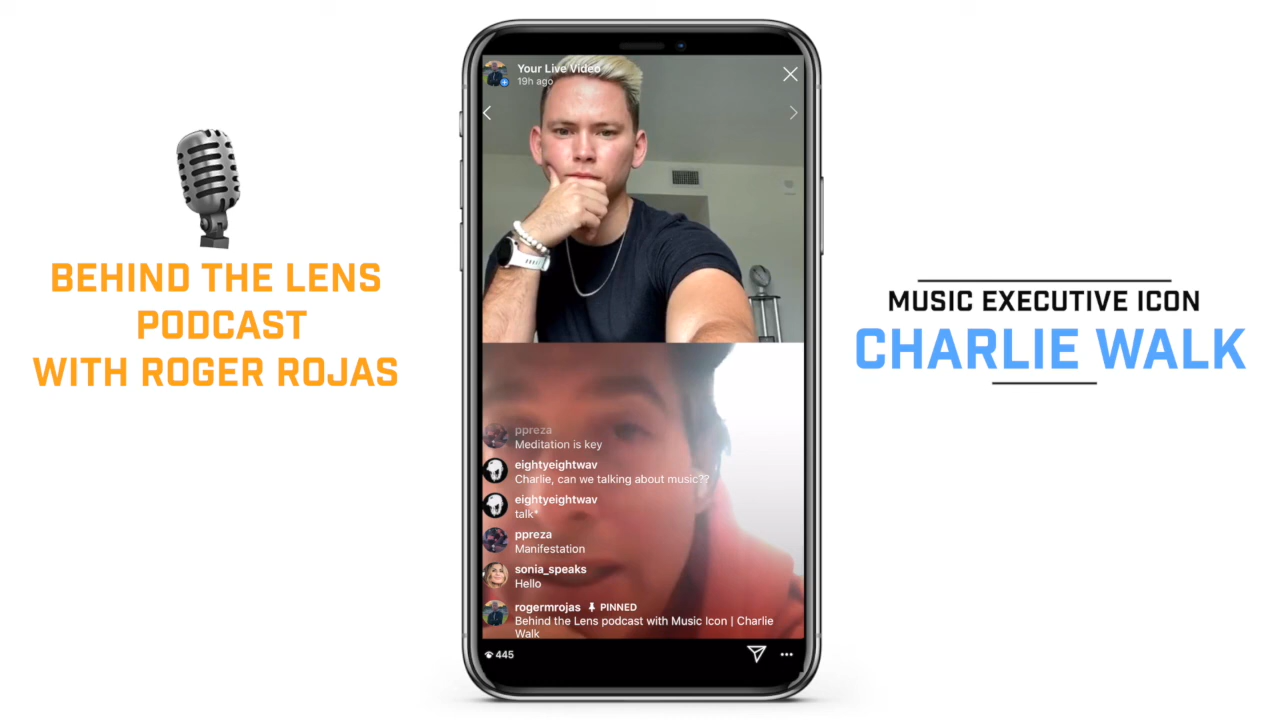 BEHIND THE LENS
PODCAST
WITH ROGER ROJAS
Your Live Video
19h ago
ppreza
Meditation is key
eightyeightwav
Charlie, can we talking about music??
eightyeightwav
talk*
ppreza
Manifestation
sonia_speaks
Hello
rogermrojas PINNED
Behind the Lens podcast with Music Icon | Charlie
Walk
445
MUSIC EXECUTIVE ICON
CHARLIE WALK